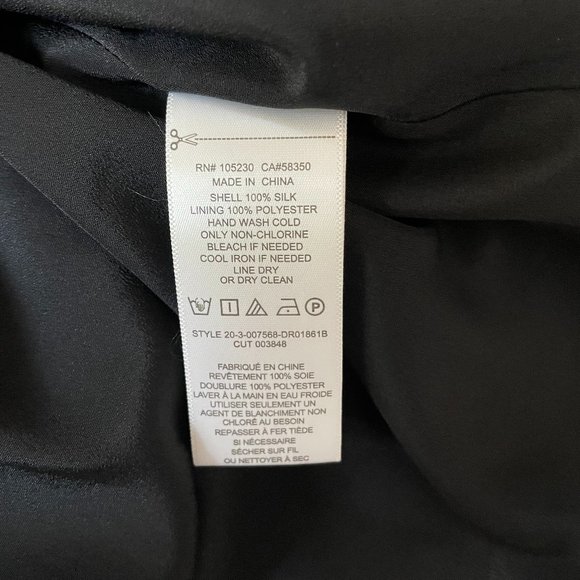 RN# 105230 CA#58350
MADE IN CHINA
SHELL 100% SILK
LINING 100% POLYESTER
HAND WASH COLD
ONLY NON-CHLORINE
BLEACH IF NEEDED
COOL IRON IF NEEDED
LINE DRY
OR DRY CLEAN
P
STYLE 20-3-007568-DR01861B
CUT 003848
FABRIQUÉ EN CHINE
REVÊTEMENT 100% SOIE
DOUBLURE 100% POLYESTER
LAVER À LA MAIN EN EAU FROIDE
UTILISER SEULEMENT UN
AGENT DE BLANCHIMENT NON
CHLORÉ AU BESOIN
REPASSER À FER TIÈDE
SI NÉCESSAIRE
SÉCHER SUR FIL
OU NETTOYER À SEC